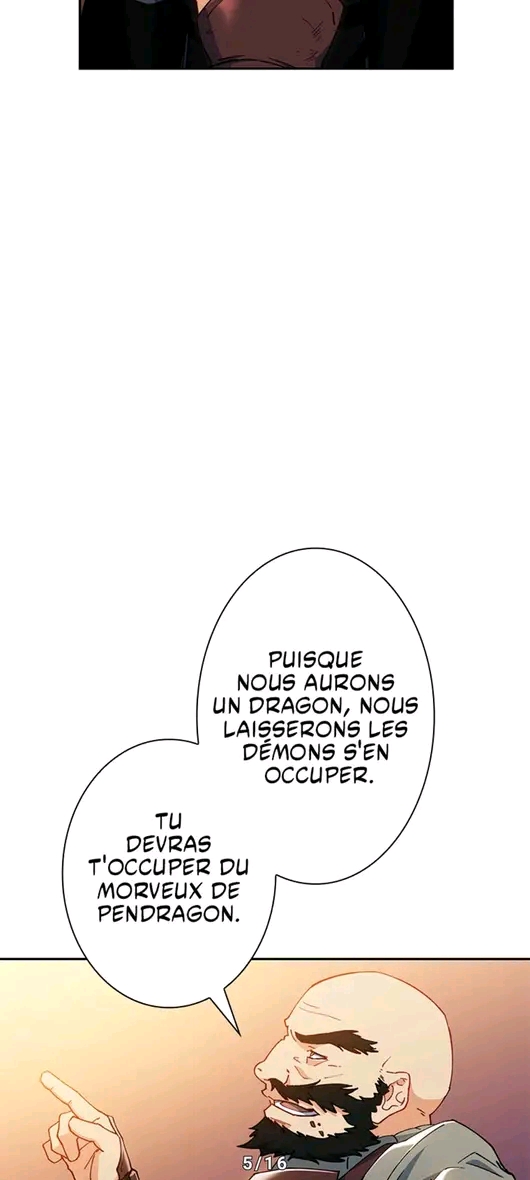 PUISQUE
NOUS AURONS
UN DRAGON, NOUS
LAISSERONS LES
DÉMONS S'EN
OCCUPER.
TU
DEVRAS
T'OCCUPER DU
MORVEUX DE
PENDRAGON.
5/16